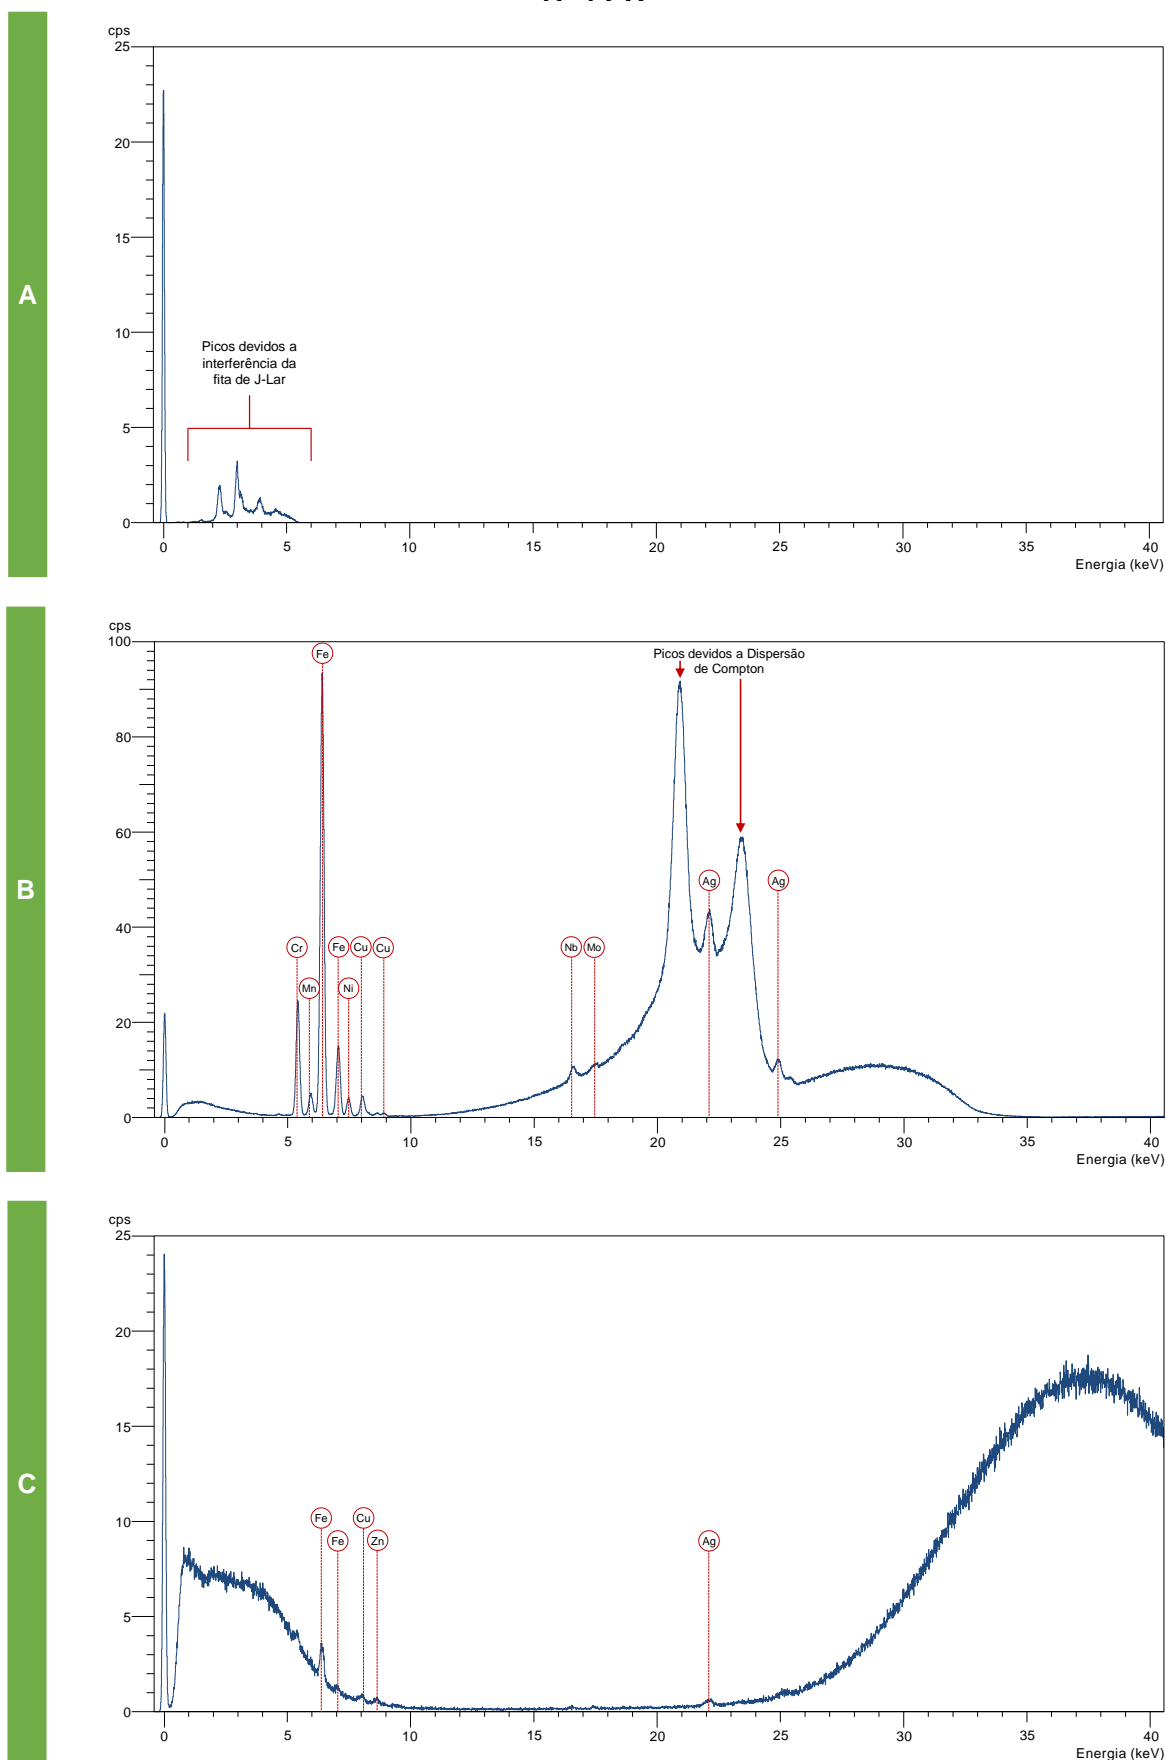 cps
25
20
15
10
5
0
A
Picos devidos a
interferência da
fita de J-Lar
0 5 10 15 20 25 30 35 40
Energia (keV)
cps
100
80
60
40
20
0
B
Picos devidos a Dispersão
de Compton
Fe
Ag Ag
Cr Fe Cu Cu Nb Mo
Mn Ni
0 5 10 15 20 25 30 35 40
Energia (keV)
cps
25
20
15
10
5
0
C
Fe Cu
Fe Zn Ag
0 5 10 15 20 25 30 35 40
Energia (keV)